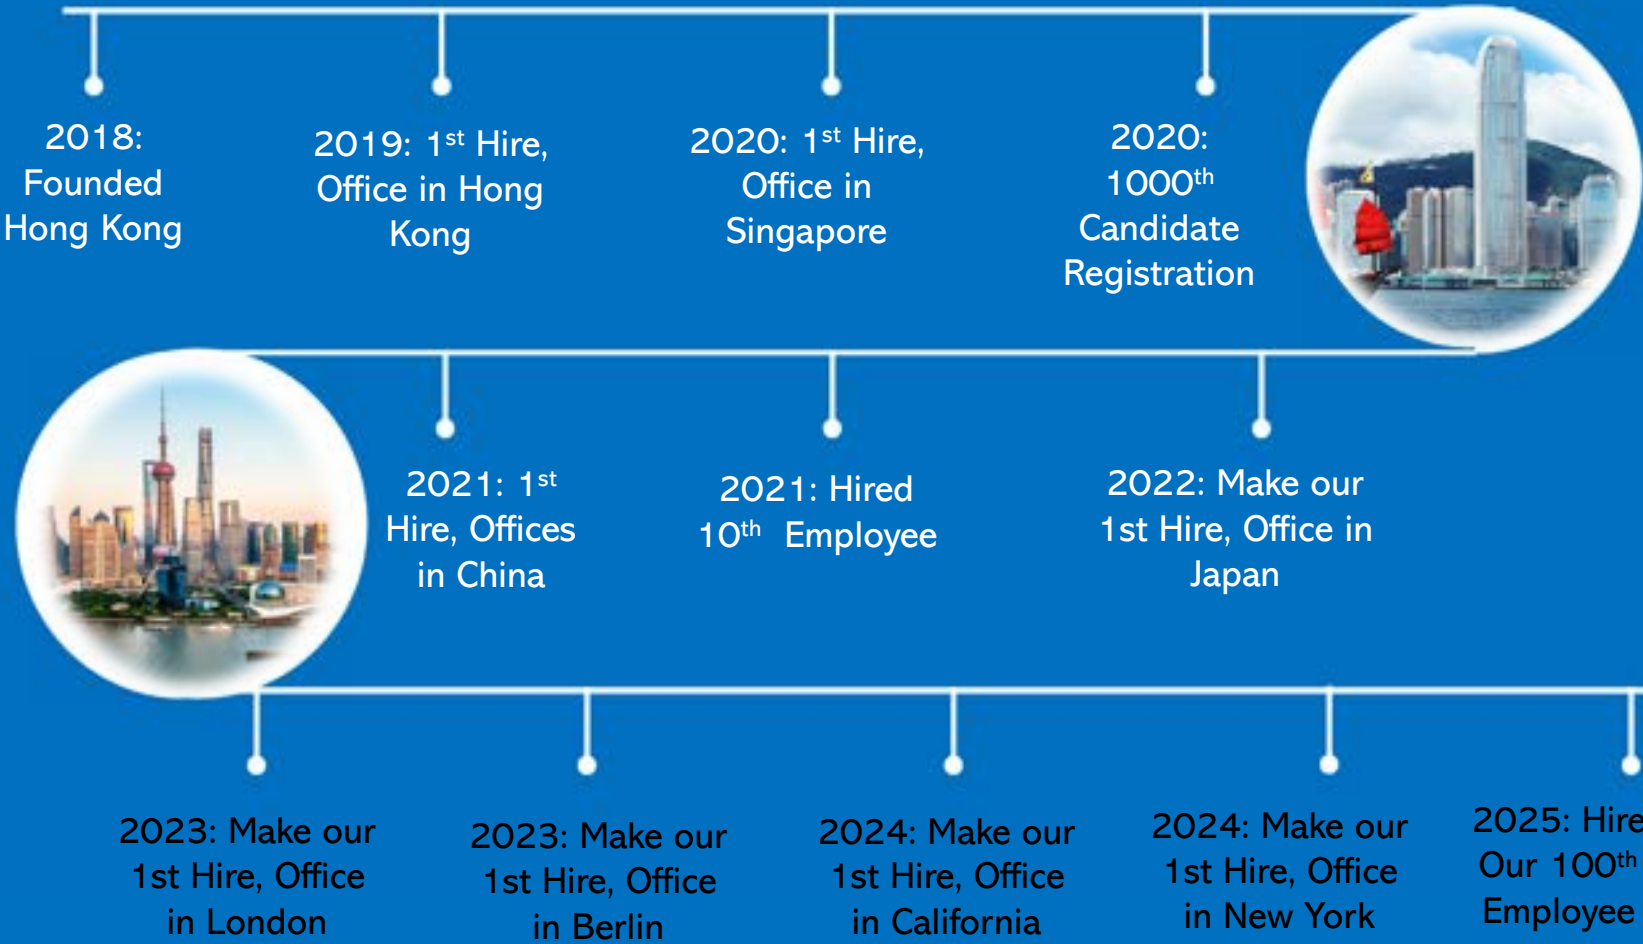 2018:
Founded
Hong Kong
2019: 1st Hire,
Office in Hong
Kong
2020: 1st Hire,
Office in
Singapore
2020:
1000th
Candidate
Registration
2021: 1st
Hire, Offices
in China
2021: Hired
10th Employee
2022: Make our
1st Hire, Office in
Japan
2023: Make our
1st Hire, Office
in London
2023: Make our
1st Hire, Office
in Berlin
2024: Make our
1st Hire, Office
in California
2024: Make our
1st Hire, Office
in New York
2025: Hire
Our 100th
Employee